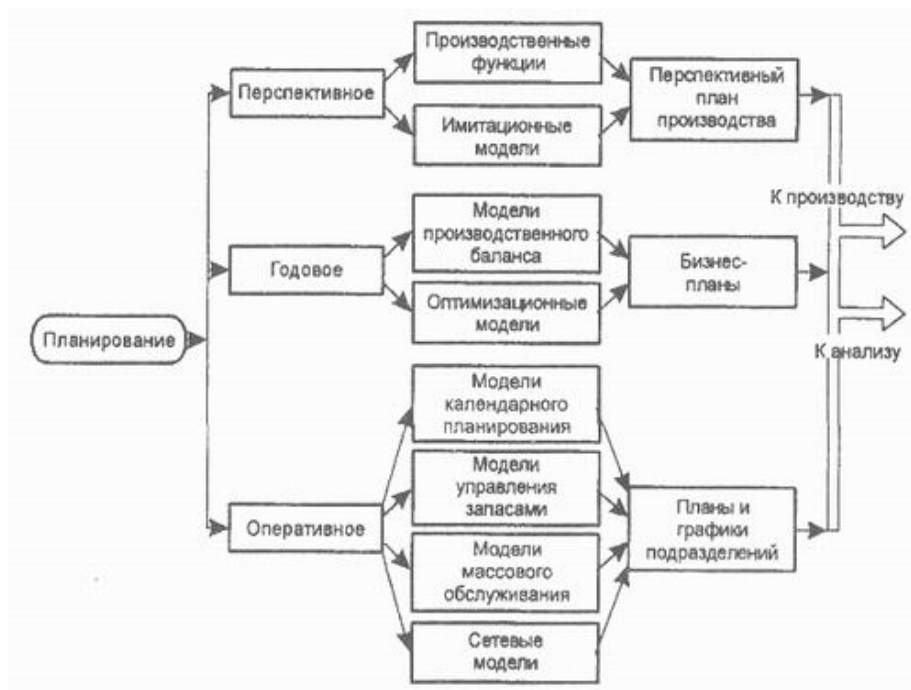 Планирование
Перспективное
Производственные
функции
Имитационные
модели
Перспективный
план
производства
Годовое
Модели
производственного
баланса
Оптимизационные
модели
Бизнес-
планы
Оперативное
Модели
календарного
планирования
Модели
управления
запасами
Модели
массового
обслуживания
Сетевые
модели
Планы и
графики
подразделений
К производству
К анализу